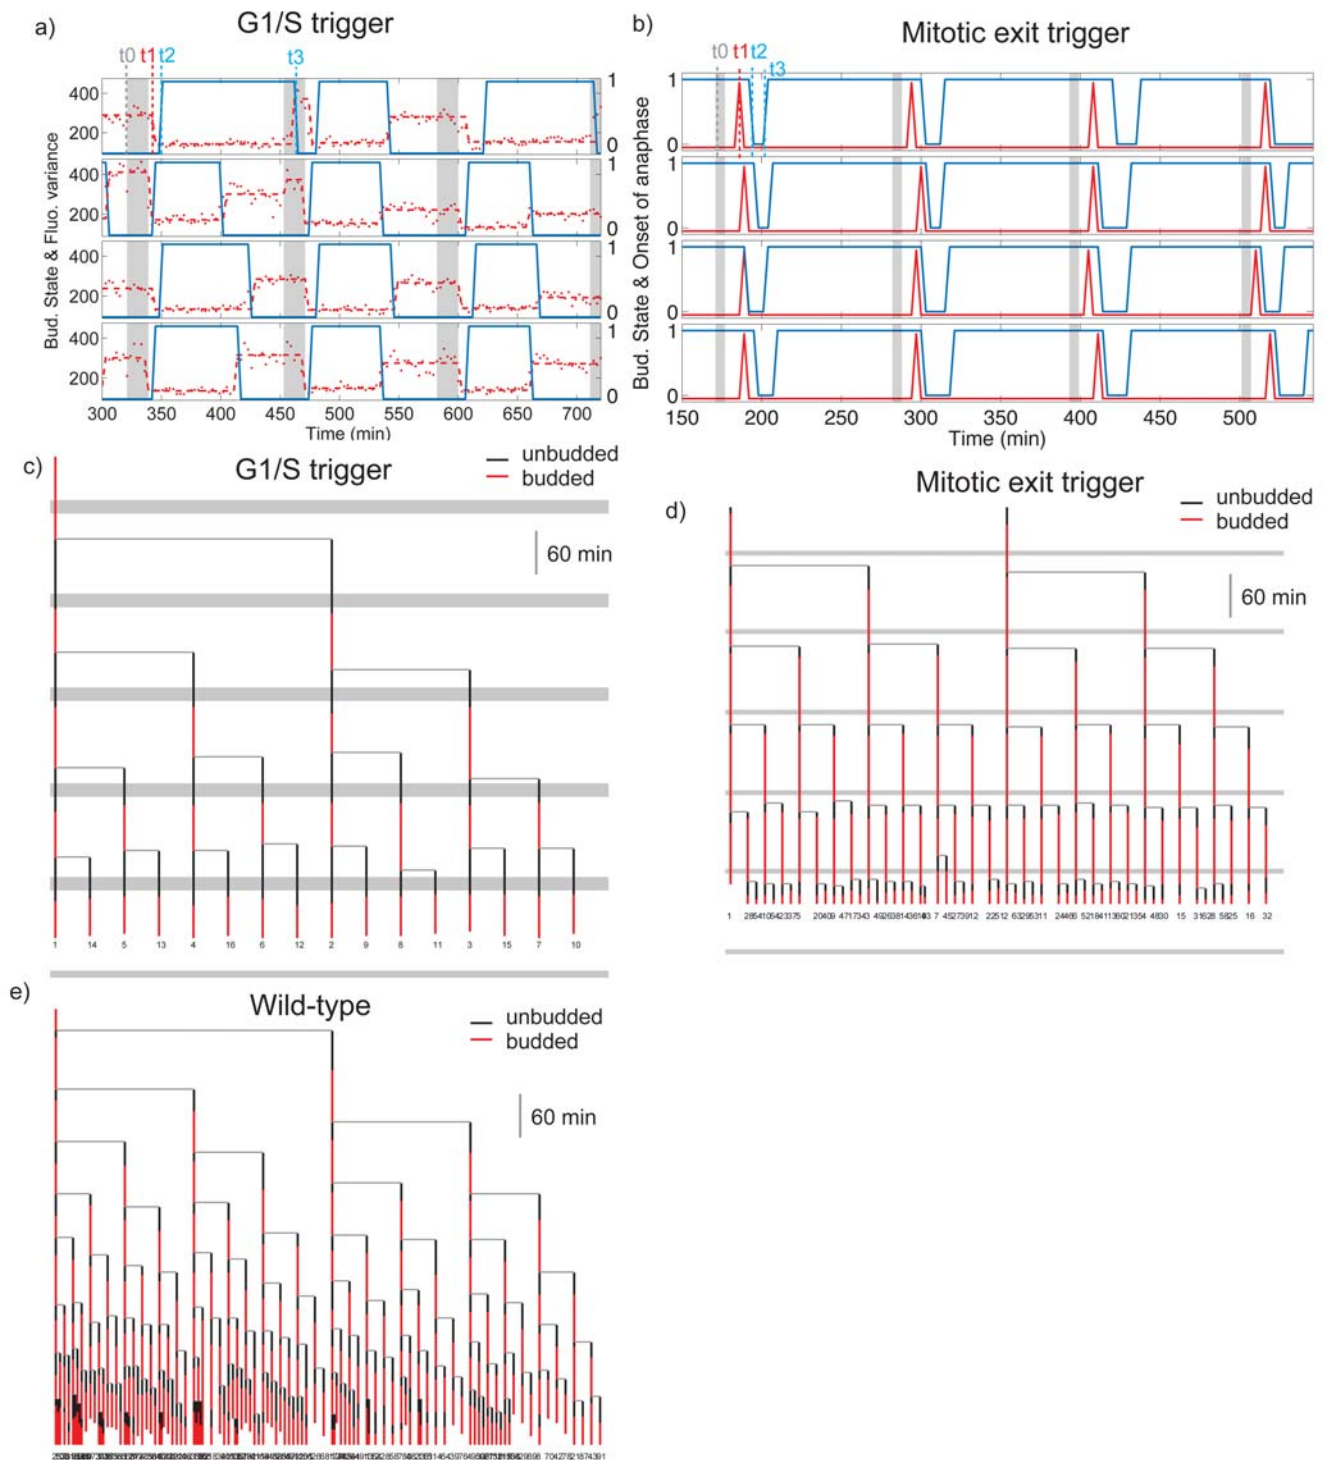 a)
G1/S trigger
t0 t1 t2 t3
Bud. State & Fluo. variance
400
200
1
0
400
200
1
0
400
200
1
0
400
200
1
0
300 350 400 450 500 550 600 650 700
Time (min)
b)
Mitotic exit trigger
t0 t1 t2 t3
Bud. State & Onset of anaphase
1
0
1
0
1
0
1
0
150 200 250 300 350 400 450 500
Time (min)
c)
G1/S trigger
unbudded
budded
60 min
1 14 5 13 4 16 6 12 2 9 8 11 3 15 7 10
d)
Mitotic exit trigger
unbudded
budded
60 min
1
15
16 32
e)
Wild-type
unbudded
budded
60 min